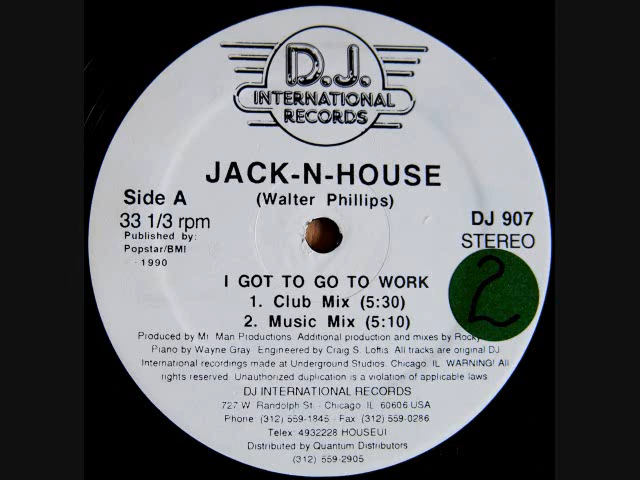 D.J.
INTERNATIONAL
RECORDS
JACK-N-HOUSE
(Walter Phillips)
Side A
33 1/3 rpm
Published by:
Popstar/BMI
1990
DJ 907
STEREO
2
I GOT TO GO TO WORK
1. Club Mix (5:30)
2. Music Mix (5:10)
Produced by Mr. Man Productions. Additional production and mixes by Rocky
Piano by Wayne Gray. Engineered by Craig S. Loftis. All tracks are original DJ
International recordings made at Underground Studios. Chicago. IL. WARNING! All
rights reserved. Unauthorized duplication is a violation of applicable laws
DJ INTERNATIONAL RECORDS
727 W. Randolph St. - Chicago, IL 60606 USA
Phone (312) 559-1845 - Fax (312) 559-0286
Telex: 4932228 HOUSEUI
Distributed by Quantum Distributors
(312) 559-2905